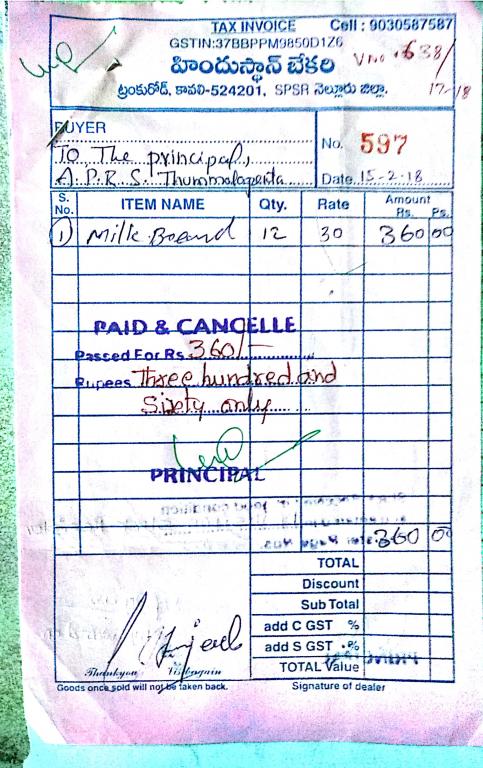 TAX INVOICE Cell : 9030587587
GSTIN:37BBPPM9850D1Z6
హిందుస్థాన్ బేకరి
V no. 638/
17-18
ట్రంకురోడ్, కావలి-524201, SPSR నెల్లూరు జిల్లా.
BUYER
To The principal,
A.P.R.S. Thummalapenta
No. 597
Date 15-2-18
S. No. ITEM NAME Qty. Rate Amount Rs. Ps.
1) Milk Boand 12 30 360 00
PAID & CANCELLE
Passed For Rs 360/-
Rupees Three hundred and
Sixty only
PRINCIPAL
360 00
TOTAL
Discount
Sub Total
add C GST %
add S GST %
TOTAL Value
Thankyou Visitagain
Goods once sold will not be taken back. Signature of dealer